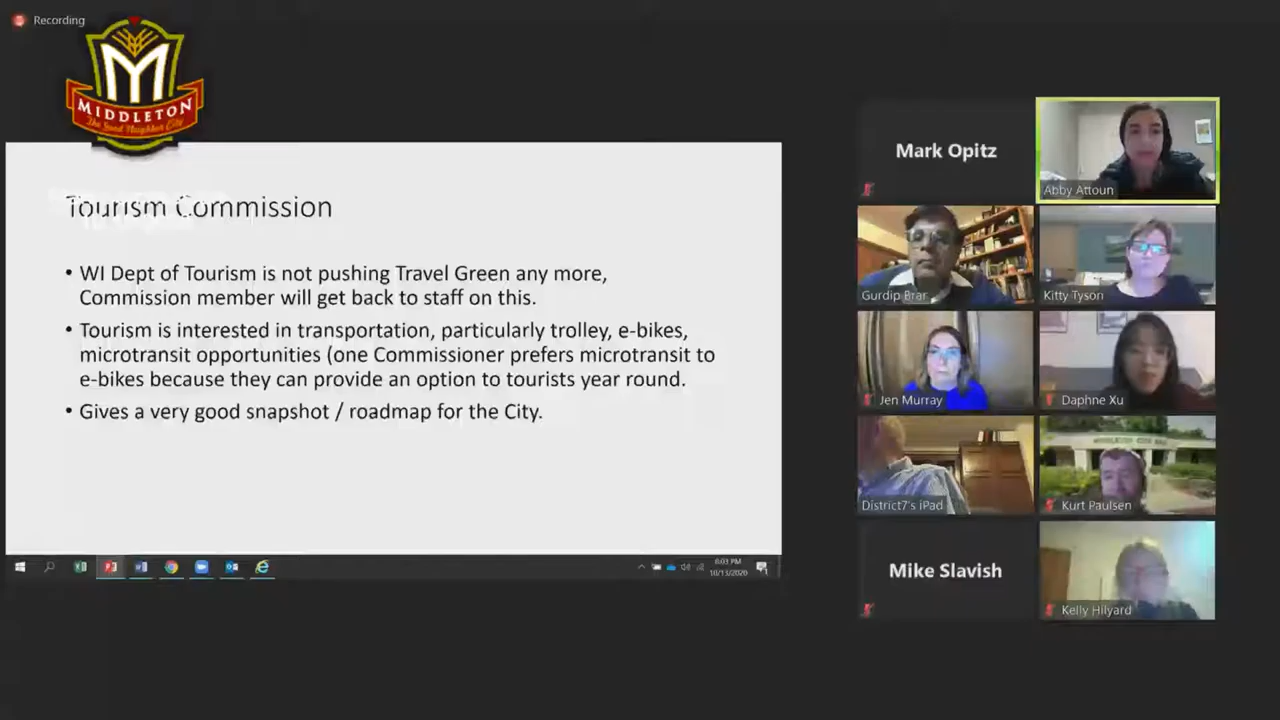 Recording
M
MIDDLETON
The Good Neighbor City
Tourism Commission
• WI Dept of Tourism is not pushing Travel Green any more,
Commission member will get back to staff on this.
• Tourism is interested in transportation, particularly trolley, e-bikes,
microtransit opportunities (one Commissioner prefers microtransit to
e-bikes because they can provide an option to tourists year round.
• Gives a very good snapshot / roadmap for the City.
6:03 PM
10/13/2020
Mark Opitz
Abby Attoun
Gurdip Brar
Kitty Tyson
Jen Murray
Daphne Xu
District7's iPad
MIDDLETON CITY HALL
Kurt Paulsen
Mike Slavish
Kelly Hilyard